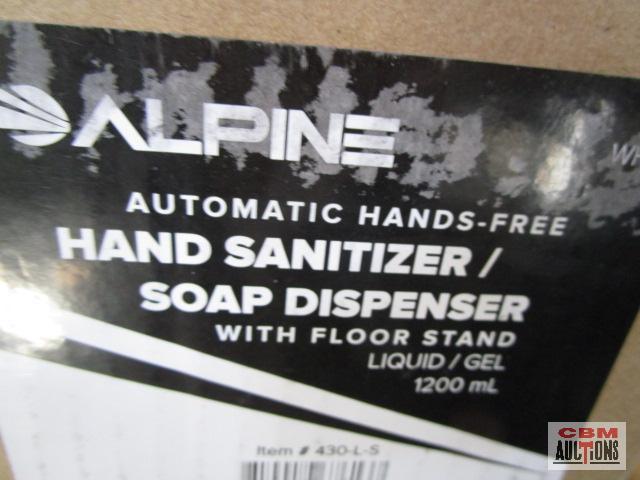 ALPINE
AUTOMATIC HANDS-FREE
HAND SANITIZER /
SOAP DISPENSER
WITH FLOOR STAND
LIQUID / GEL
1200 mL
Item # 430-L-S
CBM
AUCTIONS